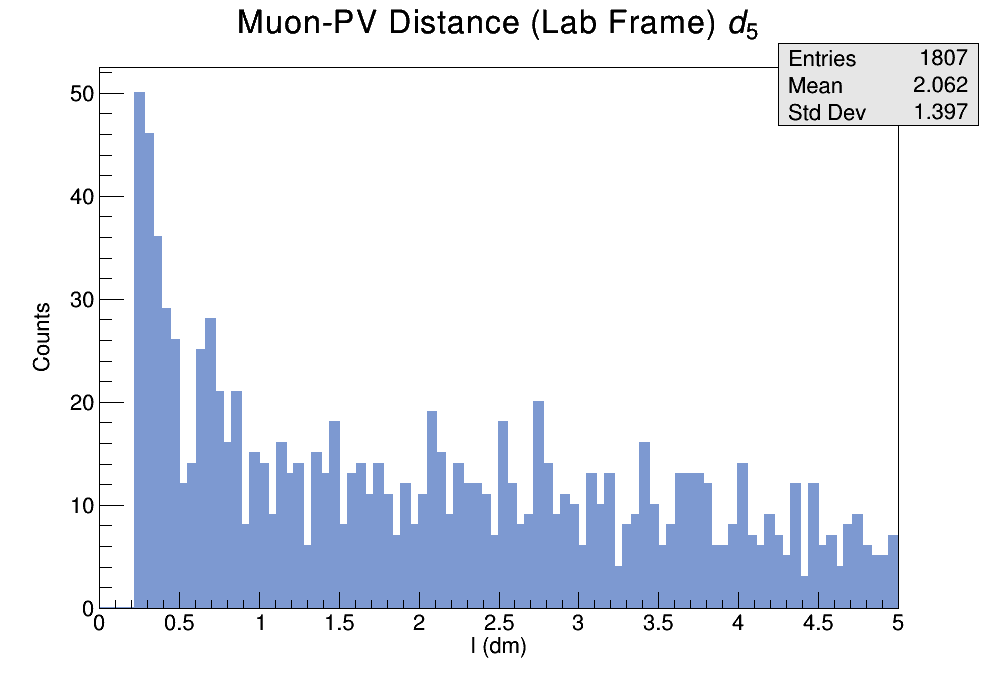 Muon-PV Distance (Lab Frame) d5
Entries 1807
Mean 2.062
Std Dev 1.397
50
40
30
20
10
0
Counts
0 0.5 1 1.5 2 2.5 3 3.5 4 4.5 5
l (dm)